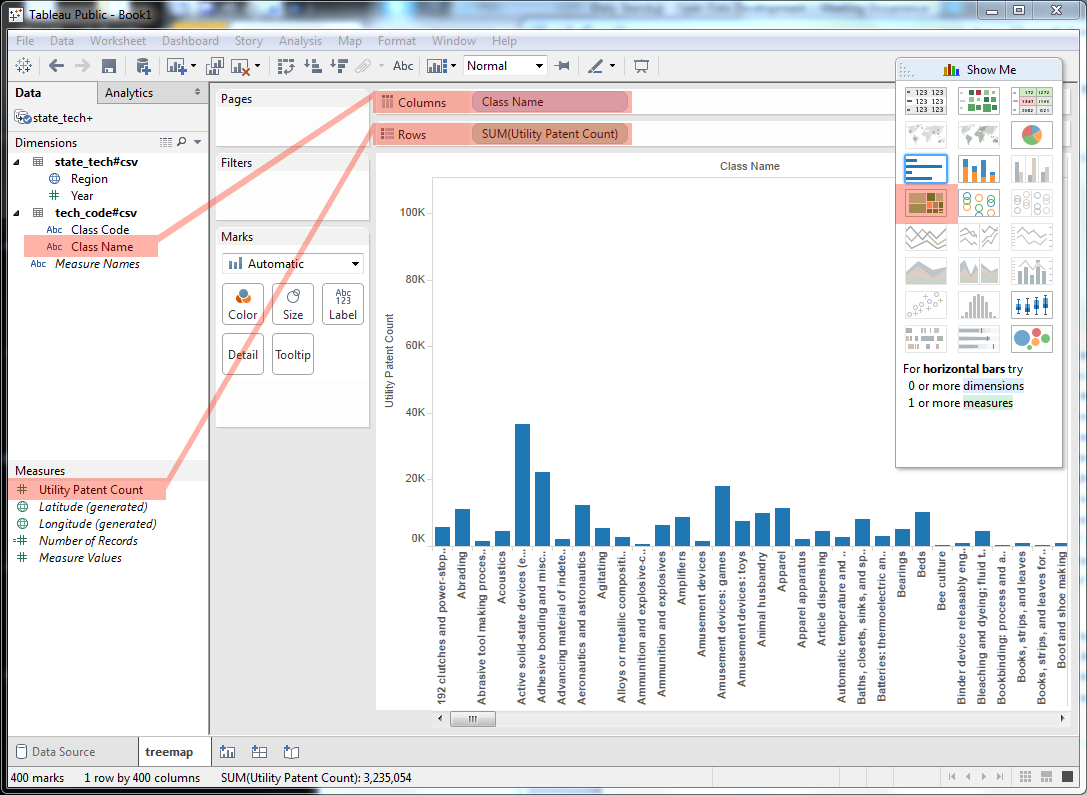 Tableau Public - Book1
File Data Worksheet Dashboard Story Analysis Map Format Window Help
Abc Normal
Data Analytics
state_tech+
Dimensions
state_tech#csv
Region
Year
tech_code#csv
Abc Class Code
Abc Class Name
Abc Measure Names
Measures
Utility Patent Count
Latitude (generated)
Longitude (generated)
Number of Records
Measure Values
Pages
Filters
Marks
Automatic
Color Size Abc 123 Label
Detail Tooltip
Columns Class Name
Rows SUM(Utility Patent Count)
Class Name
Utility Patent Count
100K
80K
60K
40K
20K
0K
192 clutches and power-stop..
Abrading
Abrasive tool making proces..
Acoustics
Active solid-state devices (e..
Adhesive bonding and misc..
Advancing material of indete..
Aeronautics and astronautics
Agitating
Alloys or metallic compositi..
Ammunition and explosive-c..
Ammunition and explosives
Amplifiers
Amusement devices
Amusement devices: games
Amusement devices: toys
Animal husbandry
Apparel
Apparel apparatus
Article dispensing
Automatic temperature and ..
Baths, closets, sinks, and sp..
Batteries: thermoelectric an..
Bearings
Beds
Bee culture
Binder device releasably eng..
Bleaching and dyeing; fluid t..
Bookbinding: process and a..
Books, strips, and leaves
Books, strips, and leaves for..
Boot and shoe making
Show Me
For horizontal bars try
0 or more dimensions
1 or more measures
Data Source treemap
400 marks 1 row by 400 columns SUM(Utility Patent Count): 3,235,054